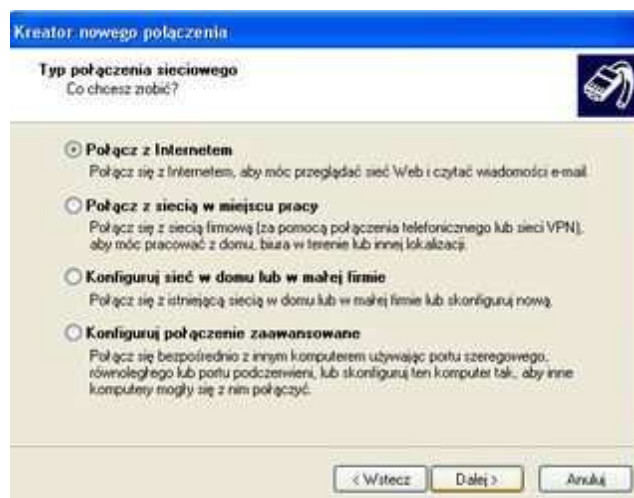 Kreator nowego połączenia
Typ połączenia sieciowego
Co chcesz zrobić?
Połącz z Internetem
Połącz się z Internetem, aby móc przeglądać sieć Web i czytać wiadomości e-mail.
Połącz z siecią w miejscu pracy
Połącz się z siecią firmową (za pomocą połączenia telefonicznego lub sieci VPN),
aby móc pracować z domu, biura w terenie lub innej lokalizacji.
Konfiguruj sieć w domu lub w małej firmie
Połącz się z istniejącą siecią w domu lub w małej firmie lub skonfiguruj nową.
Konfiguruj połączenie zaawansowane
Połącz się bezpośrednio z innym komputerem używając portu szeregowego,
równoległego lub portu podczerwieni, lub skonfiguruj ten komputer tak, aby inne
komputery mogły się z nim połączyć.
< Wstecz Dalej > Anuluj